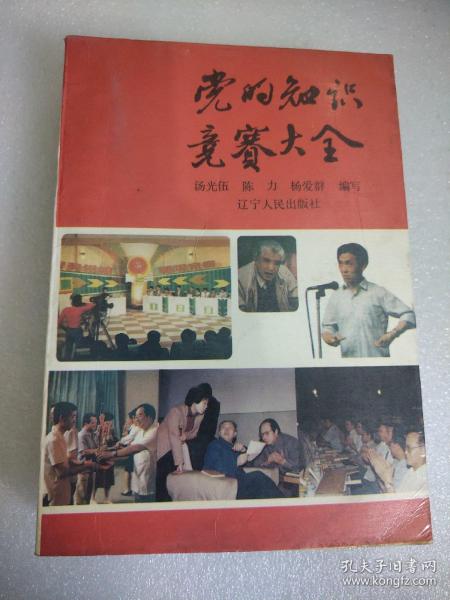 党的知识
竞赛大全
汤光伍 陈力 杨爱群 编写
辽宁人民出版社
孔夫子旧书网
www.kongfz.com